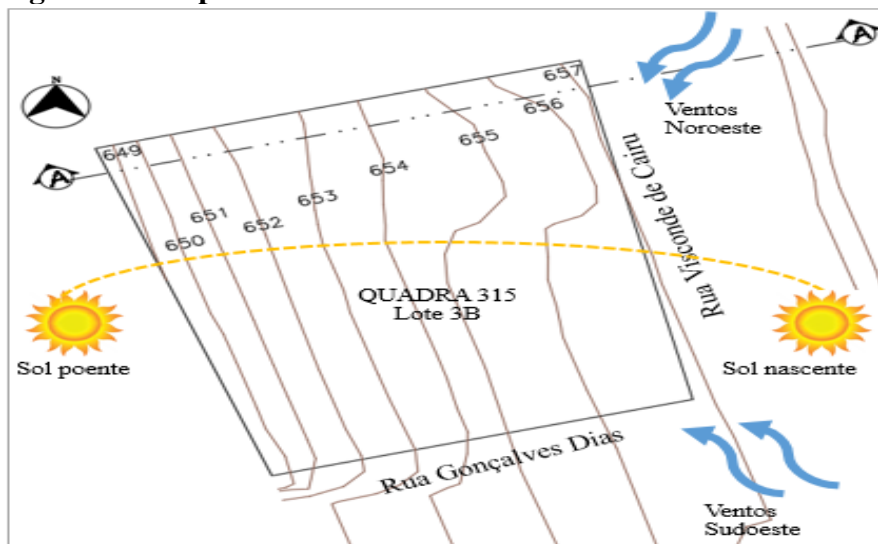 N
A
657
649
656
Ventos
Noroeste
655
654
A
653
651
652
650
Rua Visconde de Cairu
QUADRA 315
Lote 3B
Sol poente
Sol nascente
Rua Gonçalves Dias
Ventos
Sudoeste